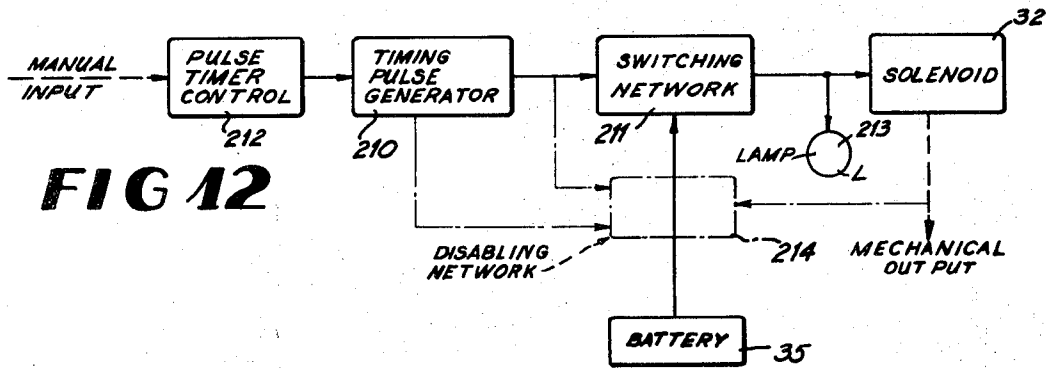 32
MANUAL
INPUT
PULSE
TIMER
CONTROL
212
TIMING
PULSE
GENERATOR
210
SWITCHING
NETWORK
211
SOLENOID
LAMP
213
L
FIG 12
DISABLING
NETWORK
214
MECHANICAL
OUT PUT
BATTERY
35